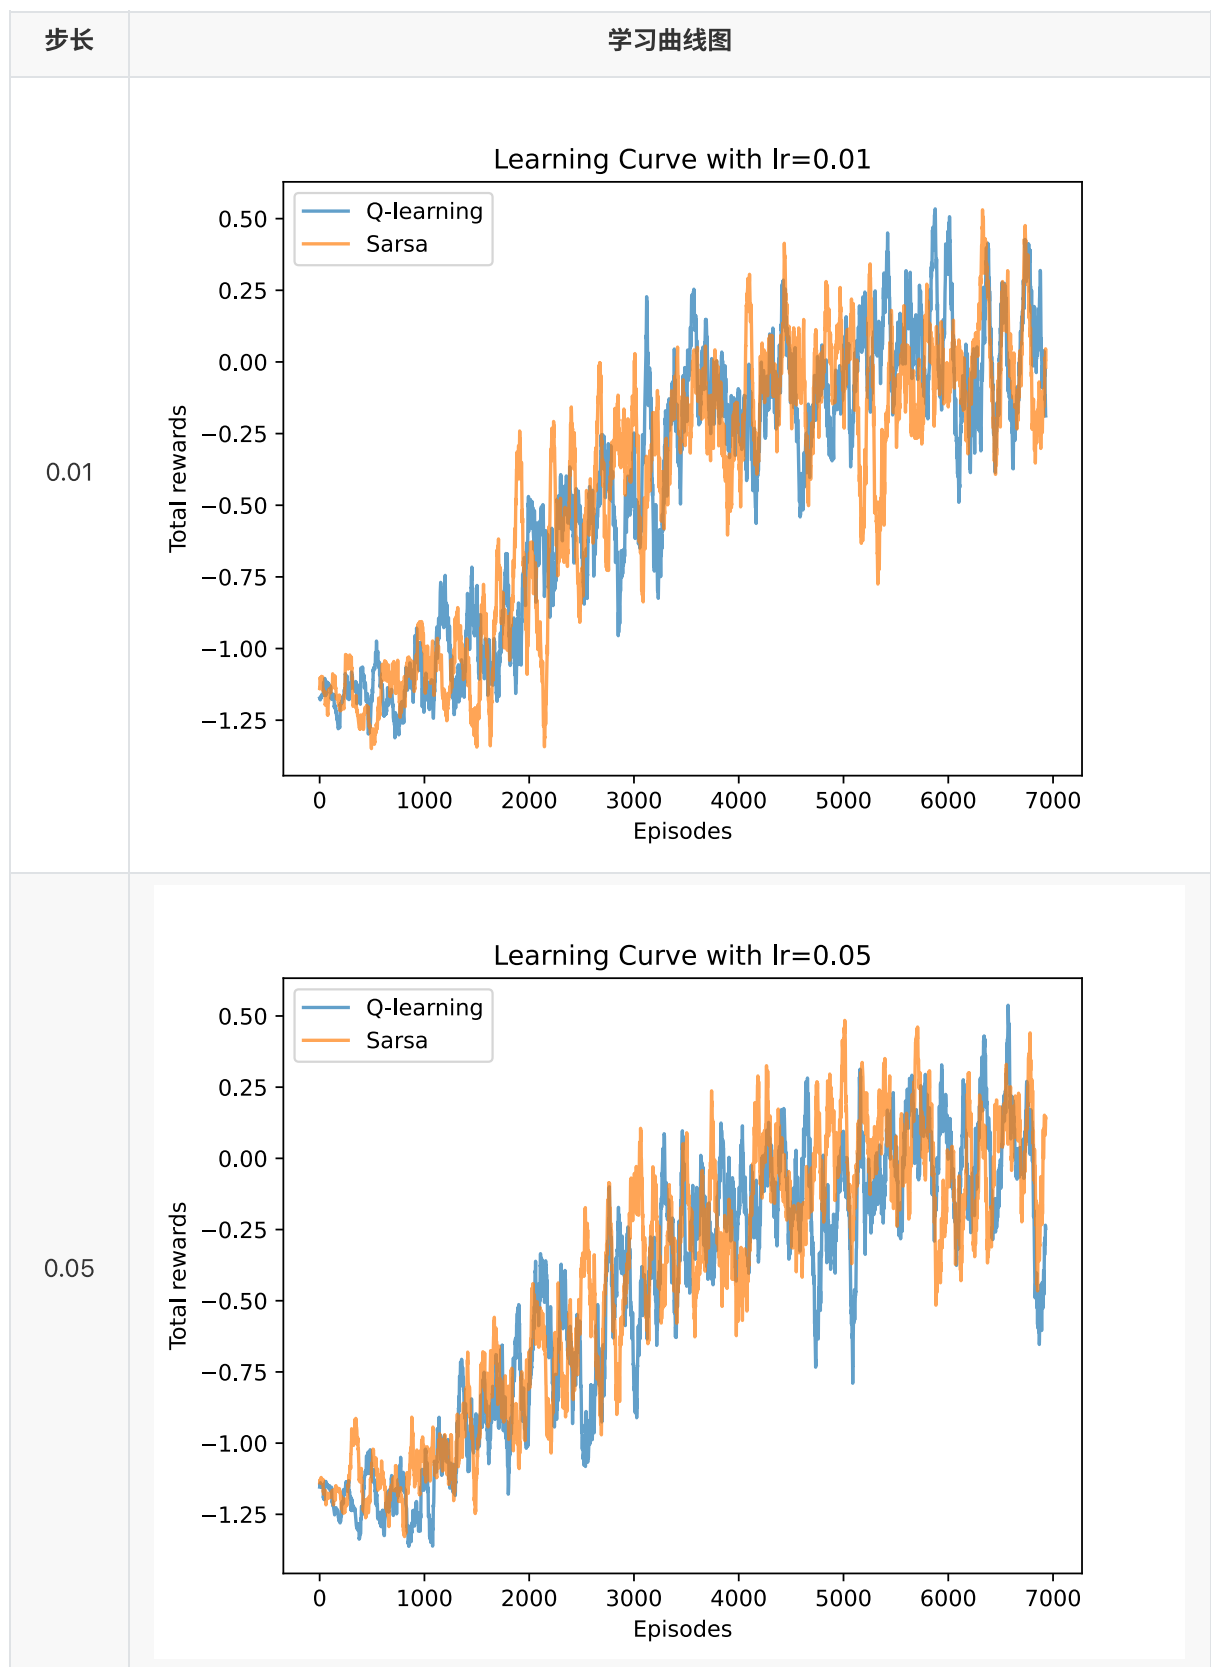 步长 学习曲线图
Learning Curve with lr=0.01
Q-learning
Sarsa
0.50
0.25
0.00
−0.25
−0.50
−0.75
−1.00
−1.25
Total rewards
0 1000 2000 3000 4000 5000 6000 7000
Episodes
0.01
Learning Curve with lr=0.05
Q-learning
Sarsa
0.50
0.25
0.00
−0.25
−0.50
−0.75
−1.00
−1.25
Total rewards
0 1000 2000 3000 4000 5000 6000 7000
Episodes
0.05